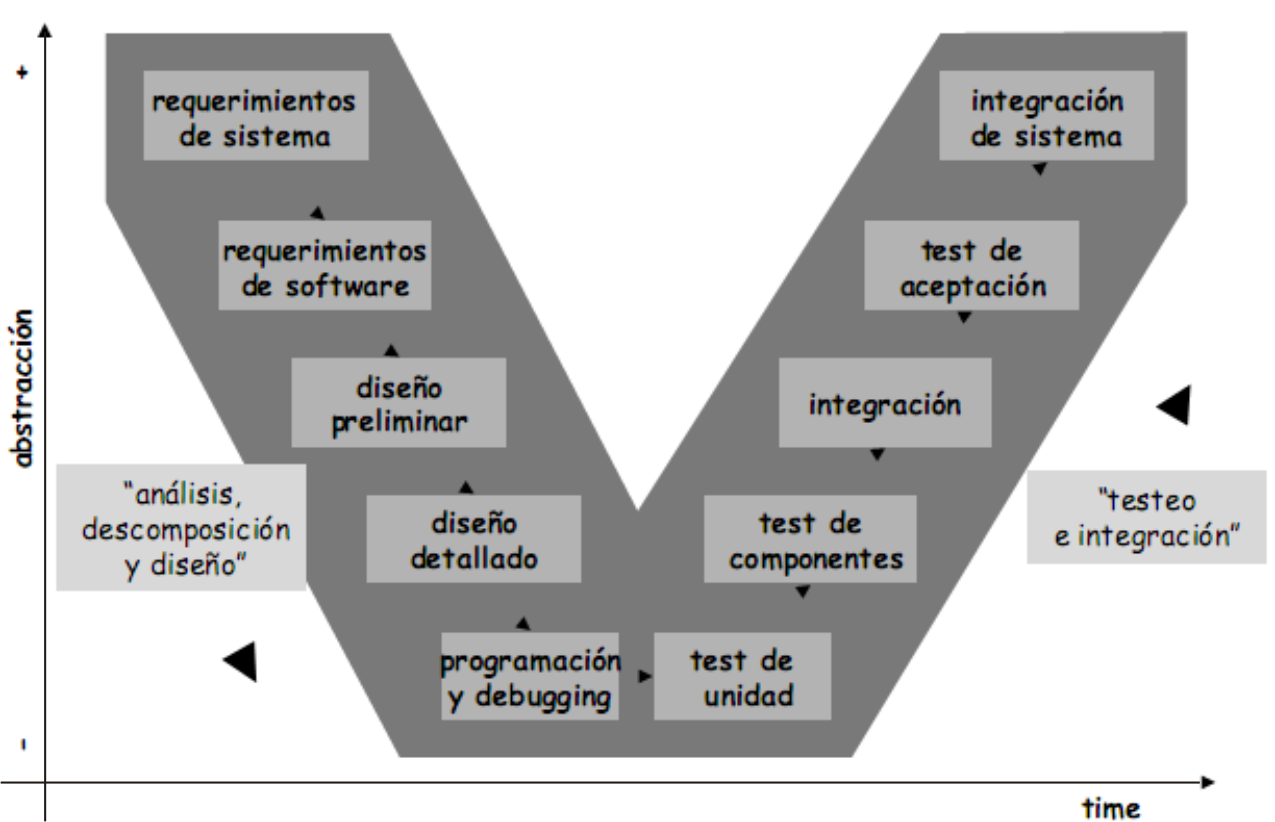 +
abstracción
-
requerimientos
de sistema
requerimientos
de software
diseño
preliminar
diseño
detallado
programación
y debugging
"análisis,
descomposición
y diseño"
test de
unidad
test de
componentes
integración
test de
aceptación
integración
de sistema
"testeo
e integración"
time